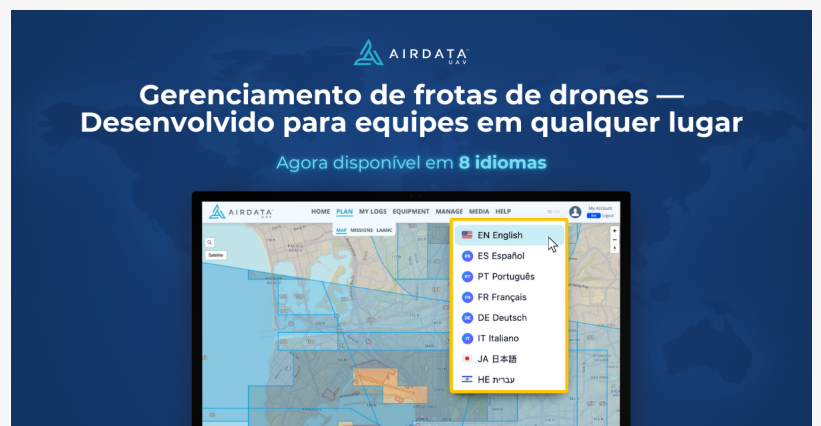 AIRDATA
UAV
Gerenciamento de frotas de drones —
Desenvolvido para equipes em qualquer lugar
Agora disponível em 8 idiomas
AIRDATA
UAV
HOME PLAN MY LOGS EQUIPMENT MANAGE MEDIA HELP
My Account
Logout
MAP MISSIONS LAANC
Satellite
EN English
ES Español
PT Português
FR Français
DE Deutsch
IT Italiano
JA 日本語
HE עברית